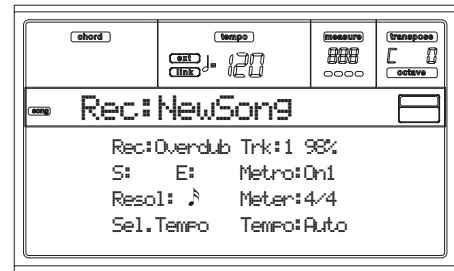 chord tempo measure transpose
ext link ♩= 120 888 C 0
octave
song Rec:NewSong
Rec:Overdub Trk:1 98%
S: E: Metro:On1
Resol: 𝅘𝅥𝅯 Meter:4/4
Sel.Tempo Tempo:Auto